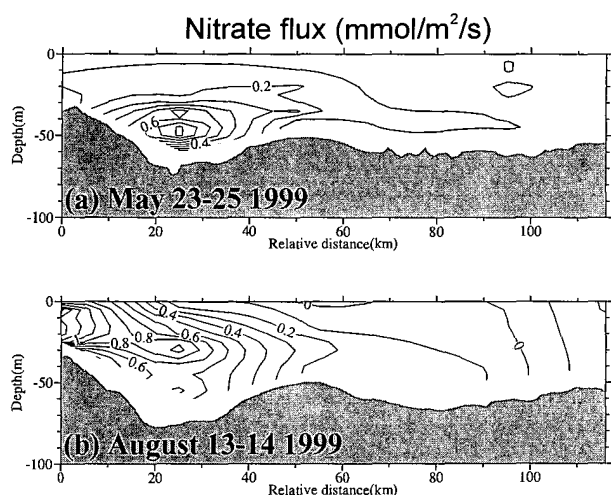 Nitrate flux (mmol/m²/s)
0
-50
-100
Depth(m)
0.2
0.6
0.4
(a) May 23-25 1999
0 20 40 60 80 100
Relative distance(km)
0
-50
-100
Depth(m)
0
0.4
0.2
0.6
0.8
0.8
0.6
0
(b) August 13-14 1999
0 20 40 60 80 100
Relative distance(km)